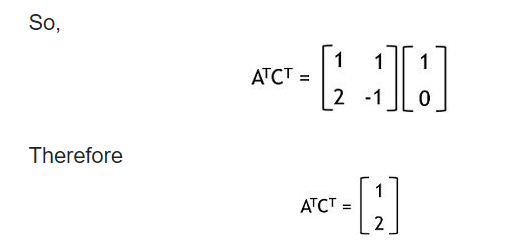 So,
AᵀCᵀ = [1 1
2 -1] [1
0]
Therefore
AᵀCᵀ = [1
2]